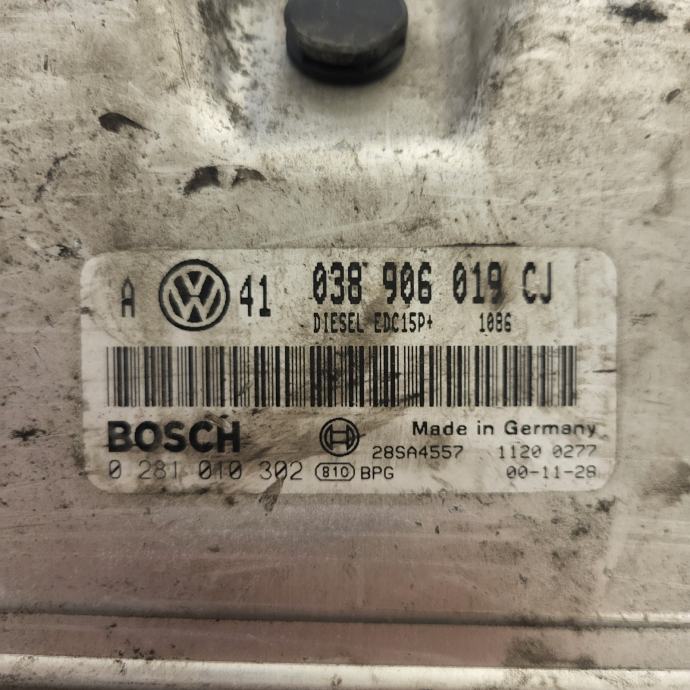 A 41 038 906 019 CJ
DIESEL EDC15P+ 1086
BOSCH Made in Germany
28SA4557 1120 0277
0 281 010 302 810 BPG 00-11-28